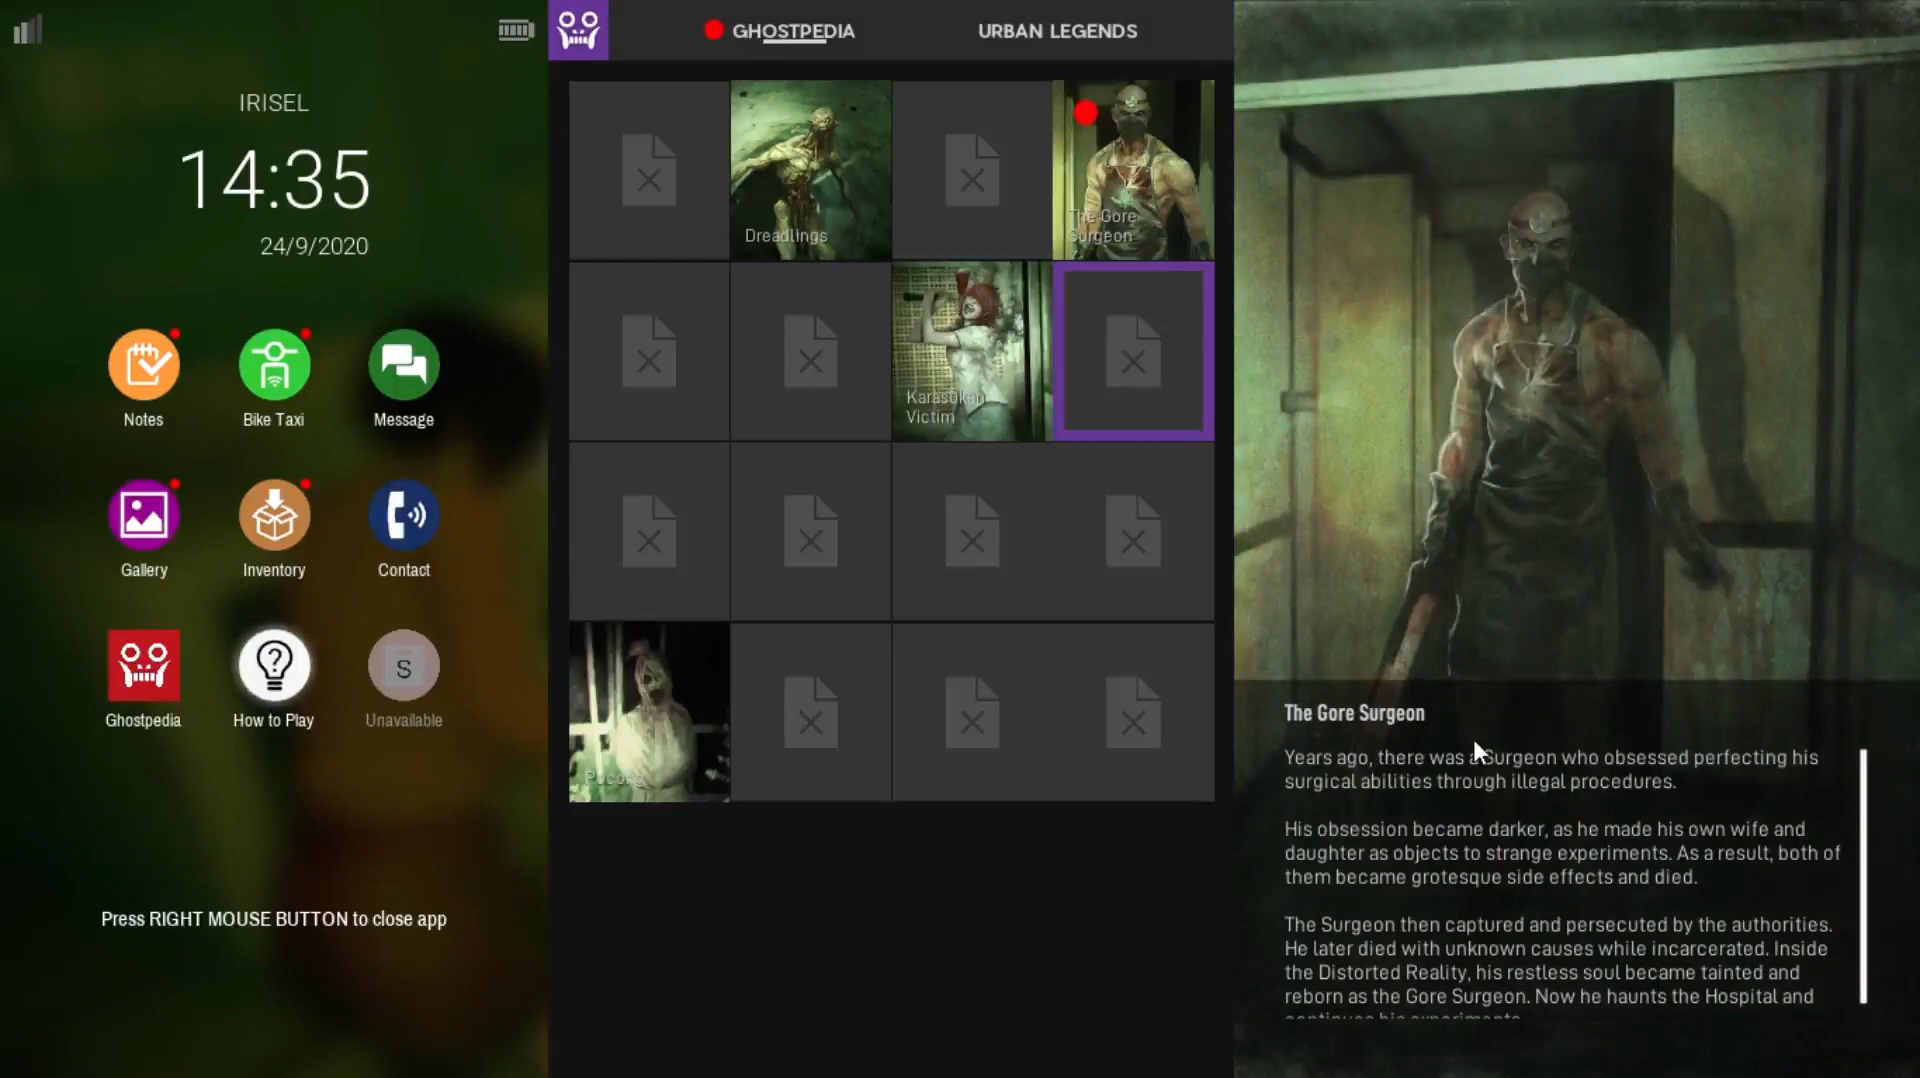 IRISEL
14:35
24/9/2020
Notes
Bike Taxi
Message
Gallery
Inventory
Contact
Ghostpedia
How to Play
S
Unavailable
Press RIGHT MOUSE BUTTON to close app
GHOSTPEDIA
URBAN LEGENDS
Dreadlings
The Gore
Surgeon
Victim
Pocong
The Gore Surgeon
Years ago, there was a Surgeon who obsessed perfecting his
surgical abilities through illegal procedures.
His obsession became darker, as he made his own wife and
daughter as objects to strange experiments. As a result, both of
them became grotesque side effects and died.
The Surgeon then captured and persecuted by the authorities.
He later died with unknown causes while incarcerated. Inside
the Distorted Reality, his restless soul became tainted and
reborn as the Gore Surgeon. Now he haunts the Hospital and
continues his experiments.